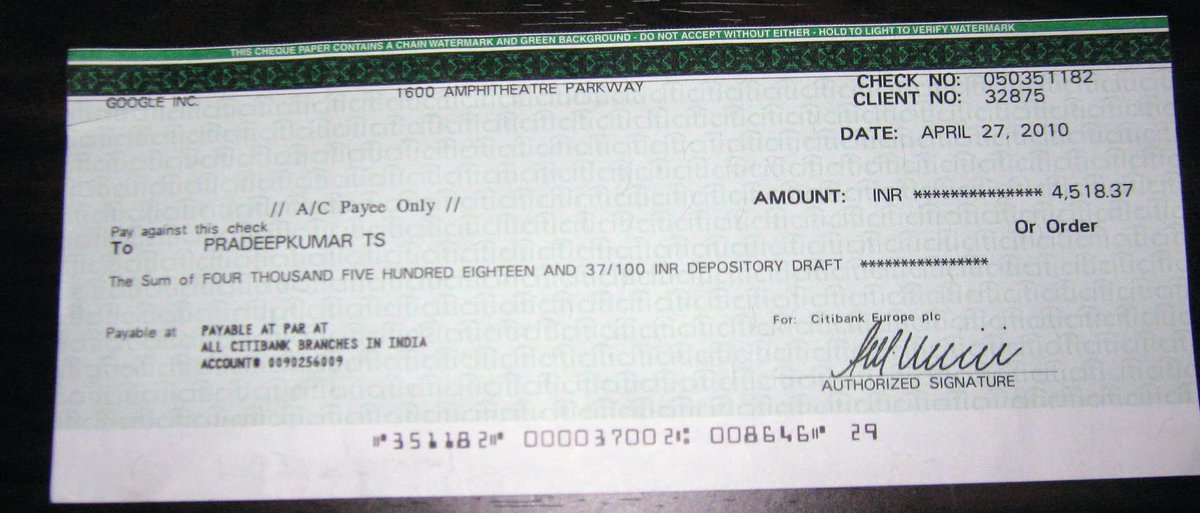 THIS CHEQUE PAPER CONTAINS A CHAIN WATERMARK AND GREEN BACKGROUND - DO NOT ACCEPT WITHOUT EITHER - HOLD TO LIGHT TO VERIFY WATERMARK
GOOGLE INC. 1600 AMPHITHEATRE PARKWAY CHECK NO: 050351182
CLIENT NO: 32875
DATE: APRIL 27, 2010
// A/C Payee Only // AMOUNT: INR *************** 4,518.37
Pay against this check
To PRADEEPKUMAR TS Or Order
The Sum of FOUR THOUSAND FIVE HUNDRED EIGHTEEN AND 37/100 INR DEPOSITORY DRAFT ****************
For: Citibank Europe plc
Payable at PAYABLE AT PAR AT
ALL CITIBANK BRANCHES IN INDIA
ACCOUNT# 0090256009
AUTHORIZED SIGNATURE
⑈351182⑈ 000037002⑆ 008646⑈ 29